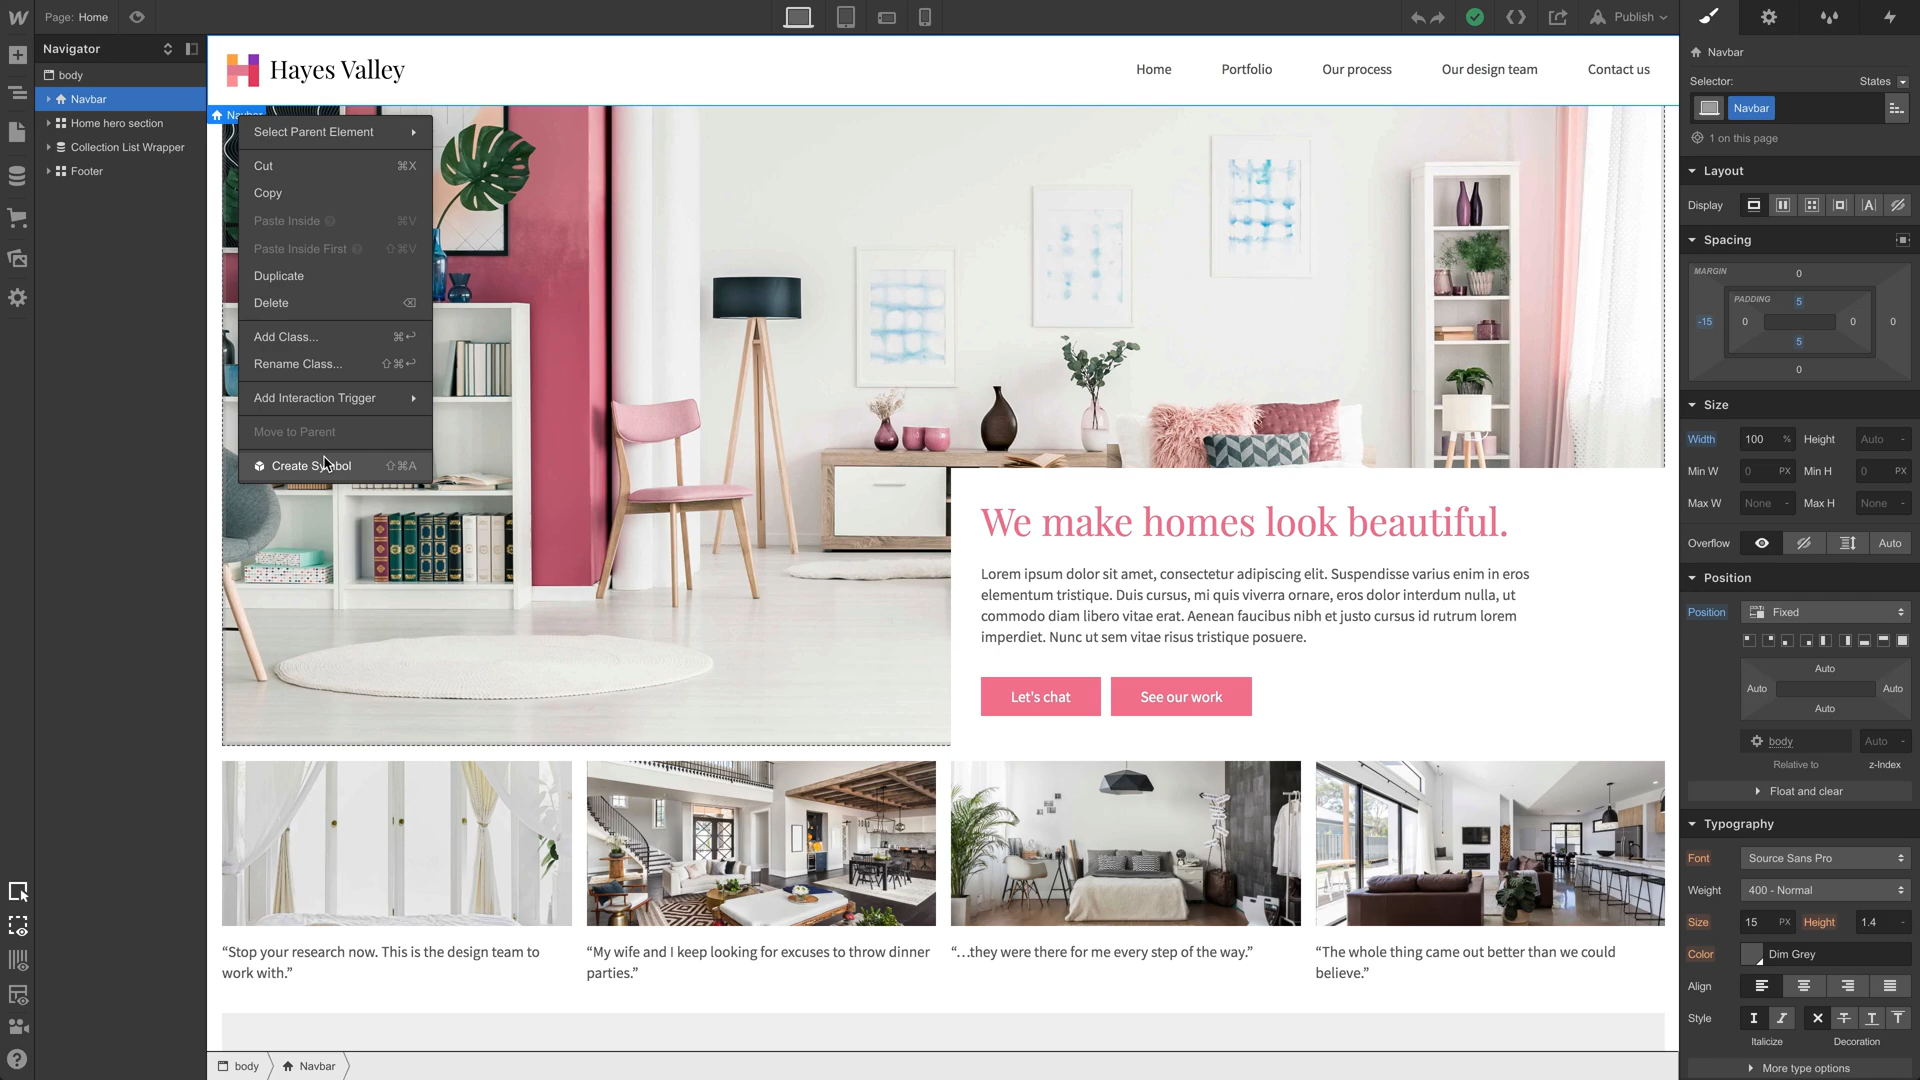 Page: Home
Publish
Navigator
body
Navbar
Home hero section
Collection List Wrapper
Footer
Hayes Valley
Home
Portfolio
Our process
Our design team
Contact us
Select Parent Element
Cut ⌘X
Copy
Paste Inside ⌘V
Paste Inside First ⇧⌘V
Duplicate
Delete
Add Class... ⌘↩
Rename Class... ⇧⌘↩
Add Interaction Trigger
Move to Parent
Create Symbol ⇧⌘A
We make homes look beautiful.
Lorem ipsum dolor sit amet, consectetur adipiscing elit. Suspendisse varius enim in eros
elementum tristique. Duis cursus, mi quis viverra ornare, eros dolor interdum nulla, ut
commodo diam libero vitae erat. Aenean faucibus nibh et justo cursus id rutrum lorem
imperdiet. Nunc ut sem vitae risus tristique posuere.
Let's chat
See our work
“Stop your research now. This is the design team to
work with.”
“My wife and I keep looking for excuses to throw dinner
parties.”
“…they were there for me every step of the way.”
“The whole thing came out better than we could
believe.”
body
Navbar
Navbar
Selector:
States
Navbar
1 on this page
Layout
Display
Spacing
MARGIN
0
PADDING
5
-15
0
0
0
5
0
Size
Width 100 % Height Auto -
Min W 0 PX Min H 0 PX
Max W None - Max H None -
Overflow Auto
Position
Position Fixed
Auto
Auto
Auto
Auto
body Auto -
Relative to z-Index
Float and clear
Typography
Font Source Sans Pro
Weight 400 - Normal
Size 15 PX Height 1.4 -
Color Dim Grey
Align
Style
Italicize Decoration
More type options